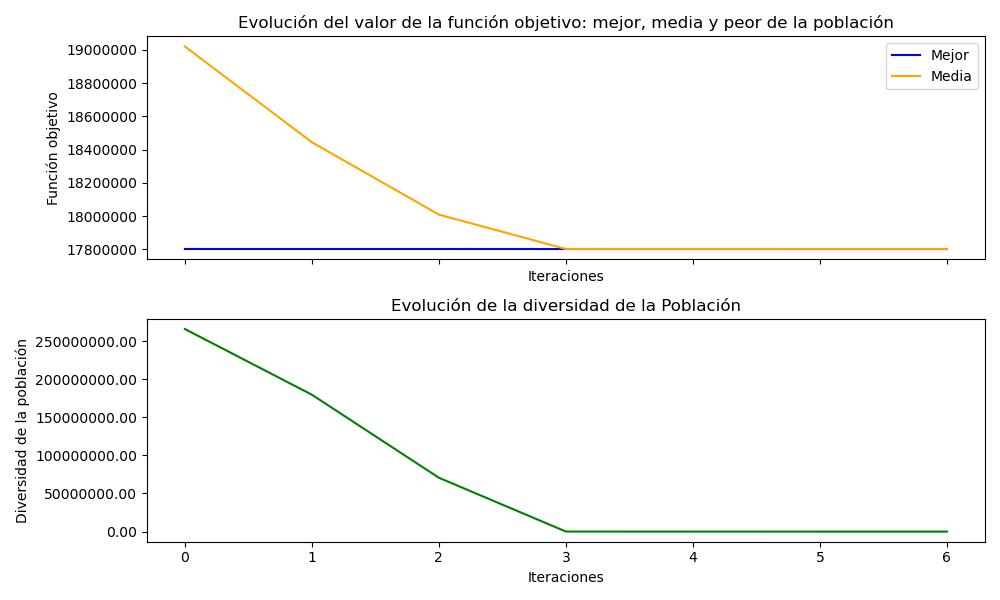 Evolución del valor de la función objetivo: mejor, media y peor de la población
Función objetivo
19000000
18800000
18600000
18400000
18200000
18000000
17800000
Mejor
Media
Iteraciones
Evolución de la diversidad de la Población
Diversidad de la población
250000000.00
200000000.00
150000000.00
100000000.00
50000000.00
0.00
0 1 2 3 4 5 6
Iteraciones